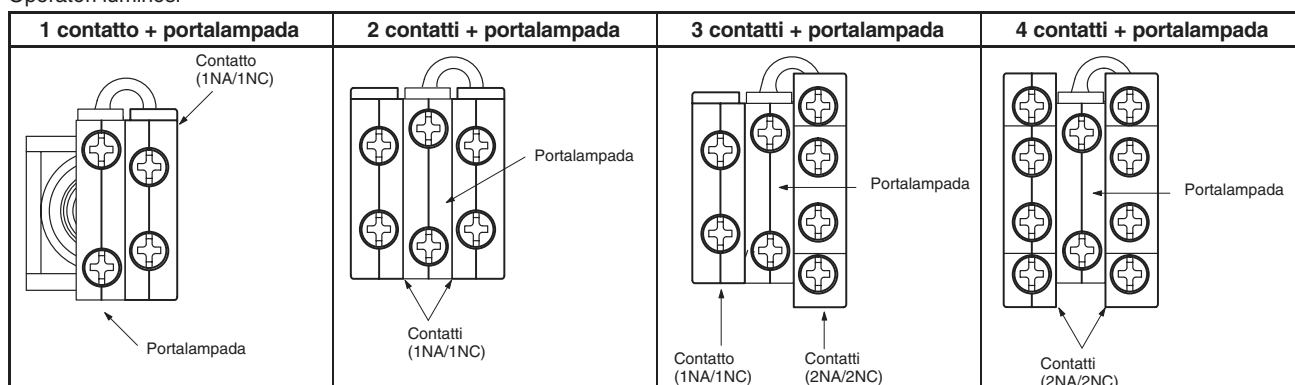 Operatori luminosi
1 contatto + portalampada
2 contatti + portalampada
3 contatti + portalampada
4 contatti + portalampada
Contatto
(1NA/1NC)
Portalampada
Portalampada
Contatti
(1NA/1NC)
Portalampada
Contatto
(1NA/1NC)
Contatti
(2NA/2NC)
Portalampada
Contatti
(2NA/2NC)